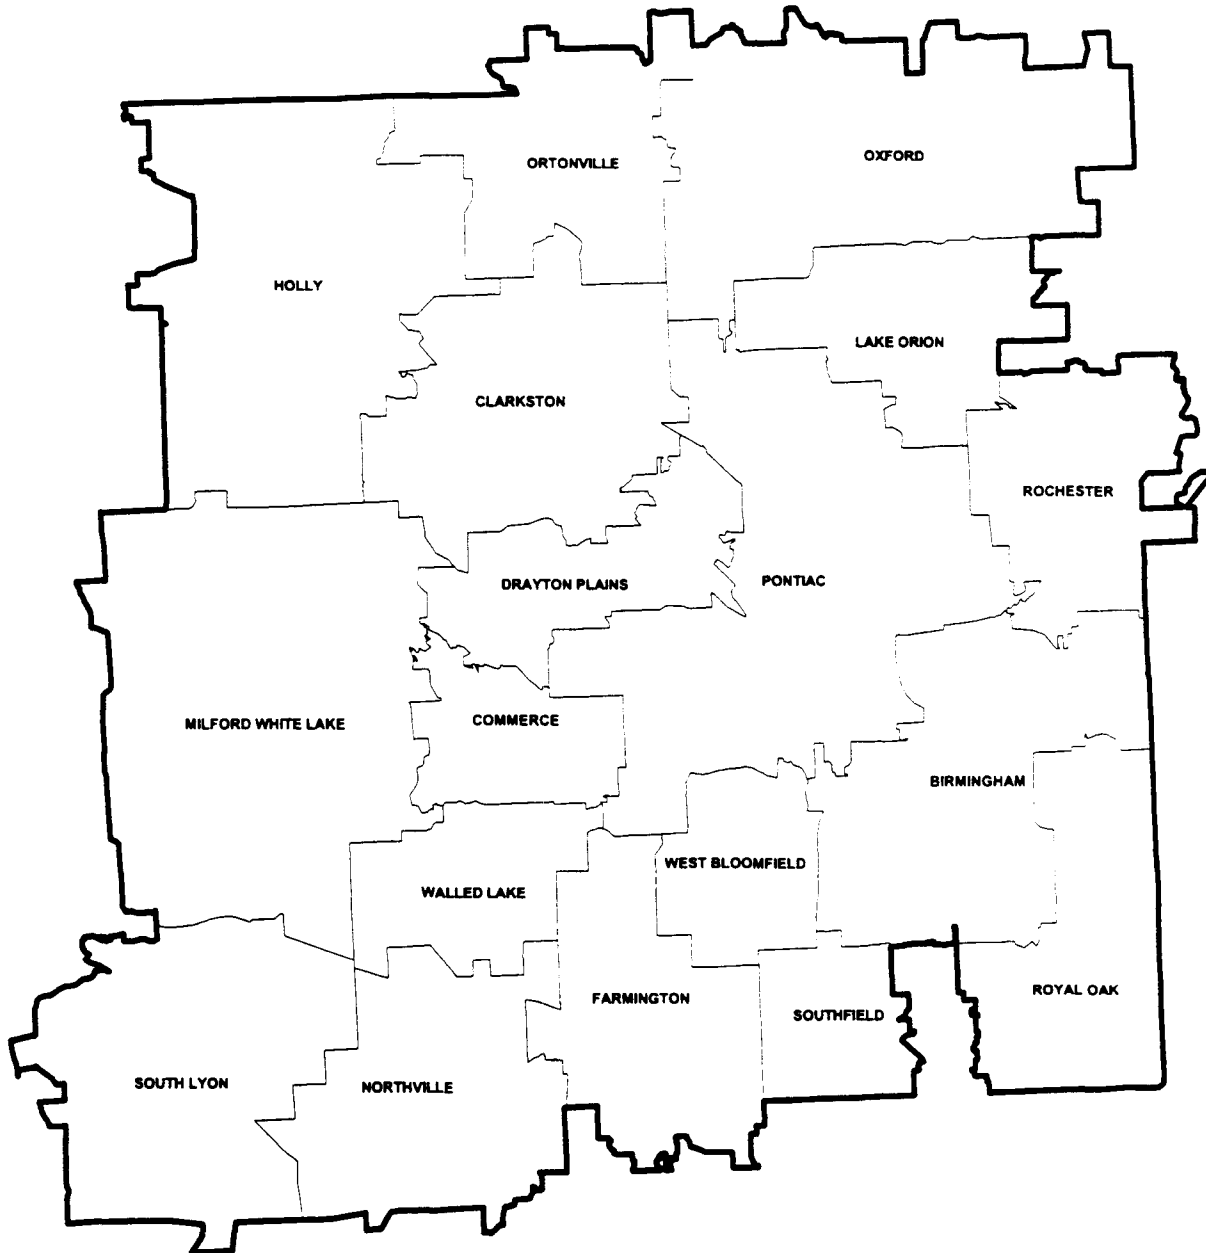 OXFORD
ORTONVILLE
HOLLY
LAKE ORION
CLARKSTON
ROCHESTER
DRAYTON PLAINS
PONTIAC
MILFORD WHITE LAKE
COMMERCE
BIRMINGHAM
WEST BLOOMFIELD
WALLED LAKE
ROYAL OAK
FARMINGTON
SOUTHFIELD
SOUTH LYON
NORTHVILLE